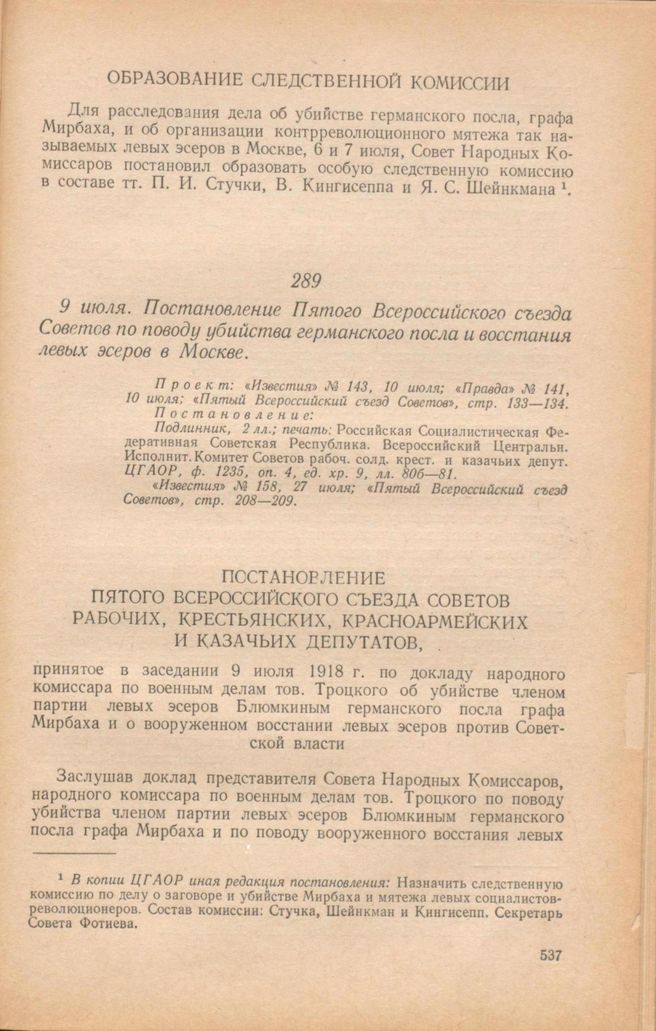 ОБРАЗОВАНИЕ СЛЕДСТВЕННОЙ КОМИССИИ
Для расследования дела об убийстве германского посла, графа
Мирбаха, и об организации контрреволюционного мятежа так на-
зываемых левых эсеров в Москве, 6 и 7 июля, Совет Народных Ко-
миссаров постановил образовать особую следственную комиссию
в составе тт. П. И. Стучки, В. Кингисеппа и Я. С. Шейнкмана ¹.
289
9 июля. Постановление Пятого Всероссийского съезда
Советов по поводу убийства германского посла и восстания
левых эсеров в Москве.
Проект: «Известия» № 143, 10 июля; «Правда» № 141,
10 июля; «Пятый Всероссийский съезд Советов», стр. 133—134.
Постановление:
Подлинник, 2 лл.; печать: Российская Социалистическая Фе-
деративная Советская Республика. Всероссийский Центральн.
Исполнит. Комитет Советов рабоч. солд. крест. и казачьих депут.
ЦГАОР, ф. 1235, оп. 4, ед. хр. 9, лл. 80б—81.
«Известия» № 158, 27 июля; «Пятый Всероссийский съезд
Советов», стр. 208—209.
ПОСТАНОВЛЕНИЕ
ПЯТОГО ВСЕРОССИЙСКОГО СЪЕЗДА СОВЕТОВ
РАБОЧИХ, КРЕСТЬЯНСКИХ, КРАСНОАРМЕЙСКИХ
И КАЗАЧЬИХ ДЕПУТАТОВ,
принятое в заседании 9 июля 1918 г. по докладу народного
комиссара по военным делам тов. Троцкого об убийстве членом
партии левых эсеров Блюмкиным германского посла графа
Мирбаха и о вооруженном восстании левых эсеров против Совет-
ской власти
Заслушав доклад представителя Совета Народных Комиссаров,
народного комиссара по военным делам тов. Троцкого по поводу
убийства членом партии левых эсеров Блюмкиным германского
посла графа Мирбаха и по поводу вооруженного восстания левых
¹ В копии ЦГАОР иная редакция постановления: Назначить следственную
комиссию по делу о заговоре и убийстве Мирбаха и мятежа левых социалистов-
революционеров. Состав комиссии: Стучка, Шейнкман и Кингисепп. Секретарь
Совета Фотиева.
537